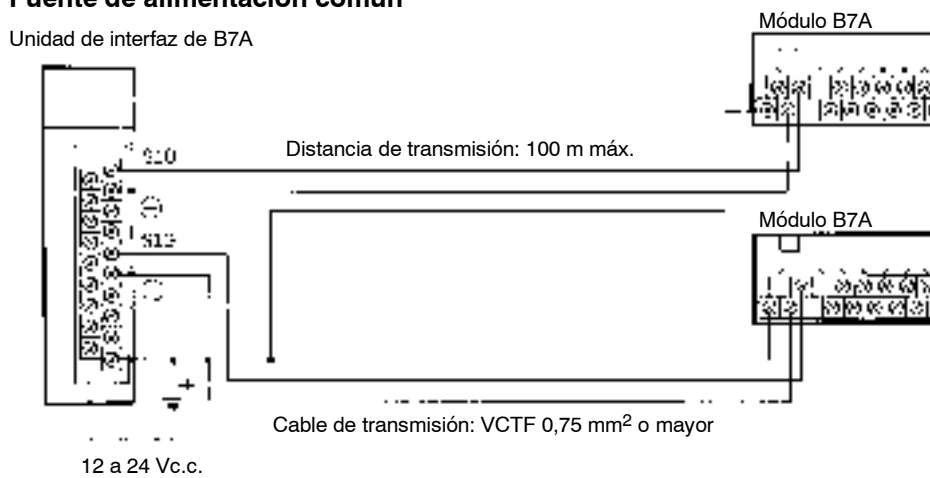 Fuente de alimentación común
Unidad de interfaz de B7A
Módulo B7A
Distancia de transmisión: 100 m máx.
Módulo B7A
Cable de transmisión: VCTF 0,75 mm² o mayor
12 a 24 Vc.c.